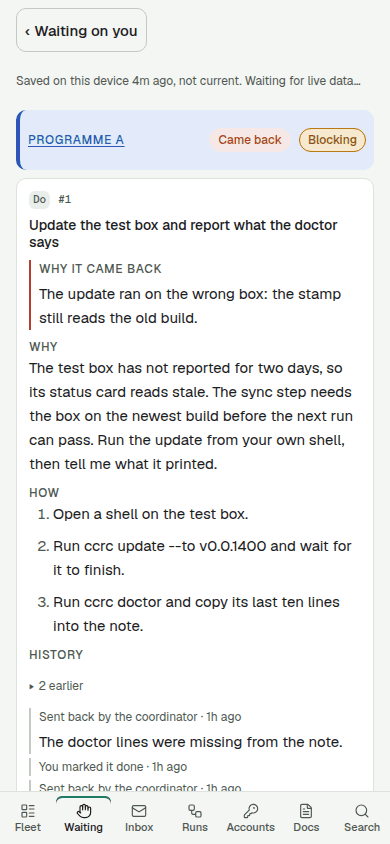 ‹ Waiting on you
Saved on this device 4m ago, not current. Waiting for live data…
PROGRAMME A
Came back
Blocking
Do #1
Update the test box and report what the doctor
says
WHY IT CAME BACK
The update ran on the wrong box: the stamp
still reads the old build.
WHY
The test box has not reported for two days, so
its status card reads stale. The sync step needs
the box on the newest build before the next run
can pass. Run the update from your own shell,
then tell me what it printed.
HOW
1. Open a shell on the test box.
2. Run ccrc update --to v0.0.1400 and wait for
it to finish.
3. Run ccrc doctor and copy its last ten lines
into the note.
HISTORY
▸ 2 earlier
Sent back by the coordinator · 1h ago
The doctor lines were missing from the note.
You marked it done · 1h ago
Sent back by the coordinator · 1h ago
Fleet
Waiting
Inbox
Runs
Accounts
Docs
Search